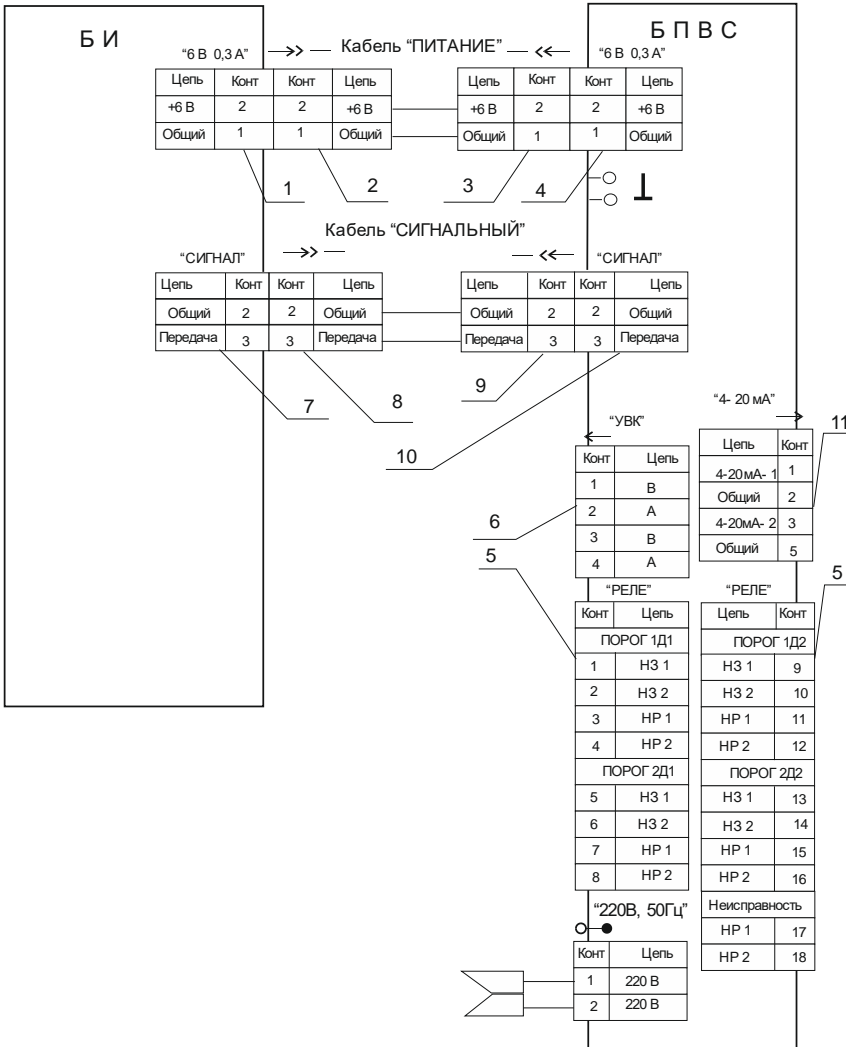 Б И
Б П В С
“6 В 0,3 А”
Кабель “ПИТАНИЕ”
“6 В 0,3 А”
Цепь Конт Конт Цепь
Цепь Конт Конт Цепь
+6 В 2 2 +6 В
+6 В 2 2 +6 В
Общий 1 1 Общий
Общий 1 1 Общий
1 2 3 4
Кабель “СИГНАЛЬНЫЙ”
“СИГНАЛ”
“СИГНАЛ”
Цепь Конт Конт Цепь
Цепь Конт Конт Цепь
Общий 2 2 Общий
Общий 2 2 Общий
Передача 3 3 Передача
Передача 3 3 Передача
7 8 9 10
“4- 20 мА”
11
Цепь Конт
4-20мА- 1 1
Общий 2
4-20мА- 2 3
Общий 5
“УВК”
Конт Цепь
1 В
2 А
3 В
4 А
6
5
“РЕЛЕ”
Конт Цепь
ПОРОГ 1Д1
1 НЗ 1
2 НЗ 2
3 НР 1
4 НР 2
ПОРОГ 2Д1
5 НЗ 1
6 НЗ 2
7 НР 1
8 НР 2
5
“РЕЛЕ”
Цепь Конт
ПОРОГ 1Д2
НЗ 1 9
НЗ 2 10
НР 1 11
НР 2 12
ПОРОГ 2Д2
НЗ 1 13
НЗ 2 14
НР 1 15
НР 2 16
Неисправность
НР 1 17
НР 2 18
“220В, 50Гц”
Конт Цепь
1 220 В
2 220 В